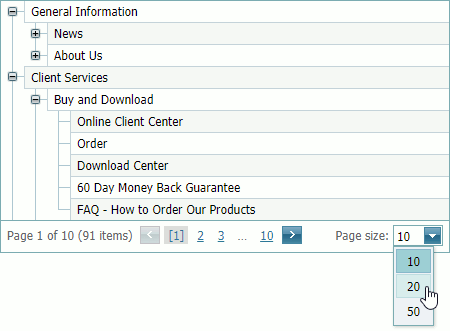 General Information
News
About Us
Client Services
Buy and Download
Online Client Center
Order
Download Center
60 Day Money Back Guarantee
FAQ - How to Order Our Products
Page 1 of 10 (91 items) [1] 2 3 ... 10 Page size: 10
10
20
50